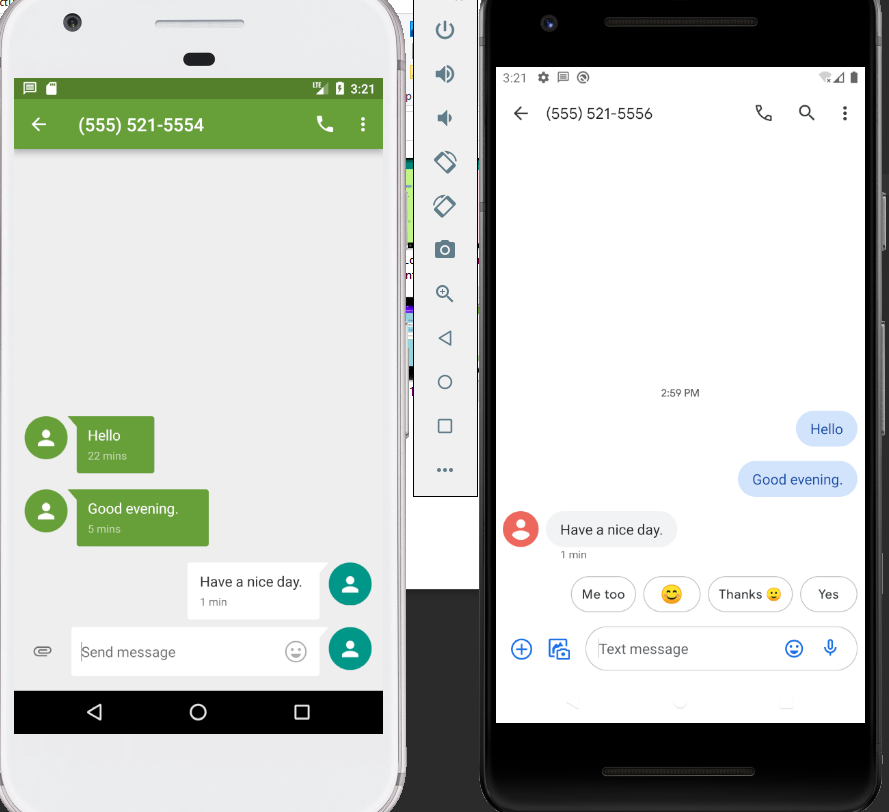 LTE
3:21
(555) 521-5554
Hello
22 mins
Good evening.
5 mins
Have a nice day.
1 min
Send message
3:21
(555) 521-5556
2:59 PM
Hello
Good evening.
Have a nice day.
1 min
Me too
Thanks
Yes
Text message